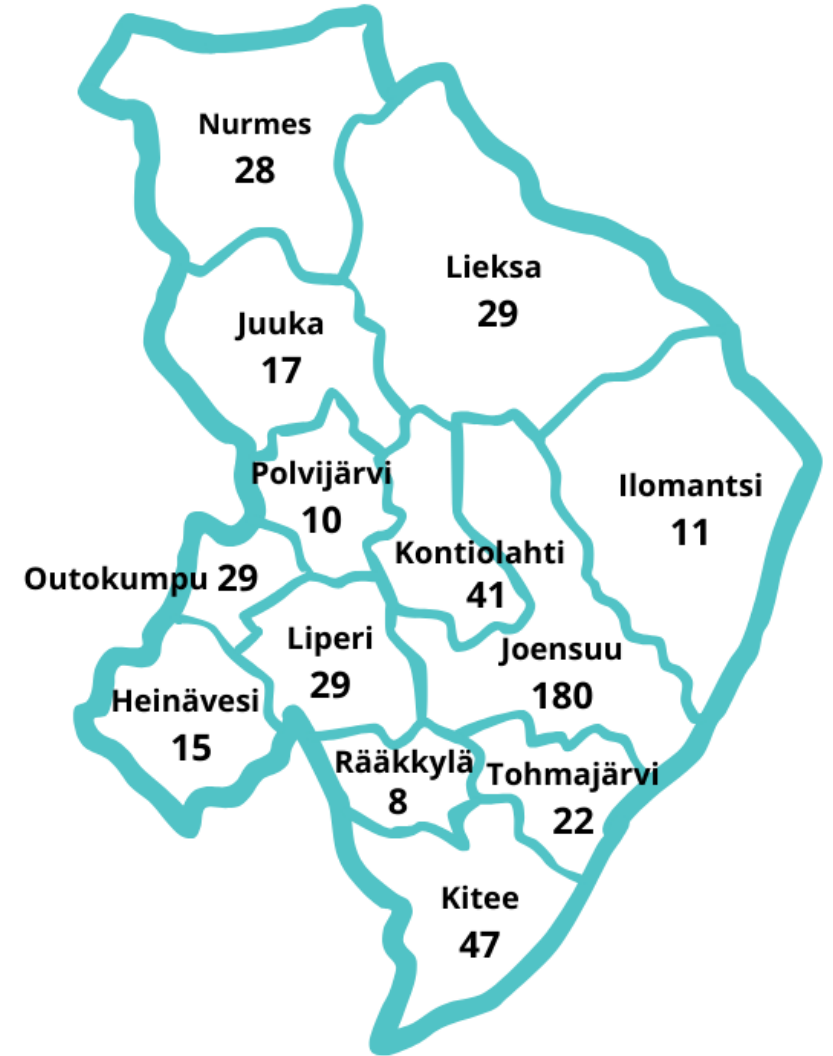 Nurmes
28
Lieksa
29
Juuka
17
Polvijärvi
10
Ilomantsi
11
Kontiolahti
41
Outokumpu 29
Liperi
29
Joensuu
180
Heinävesi
15
Rääkkylä
8
Tohmajärvi
22
Kitee
47